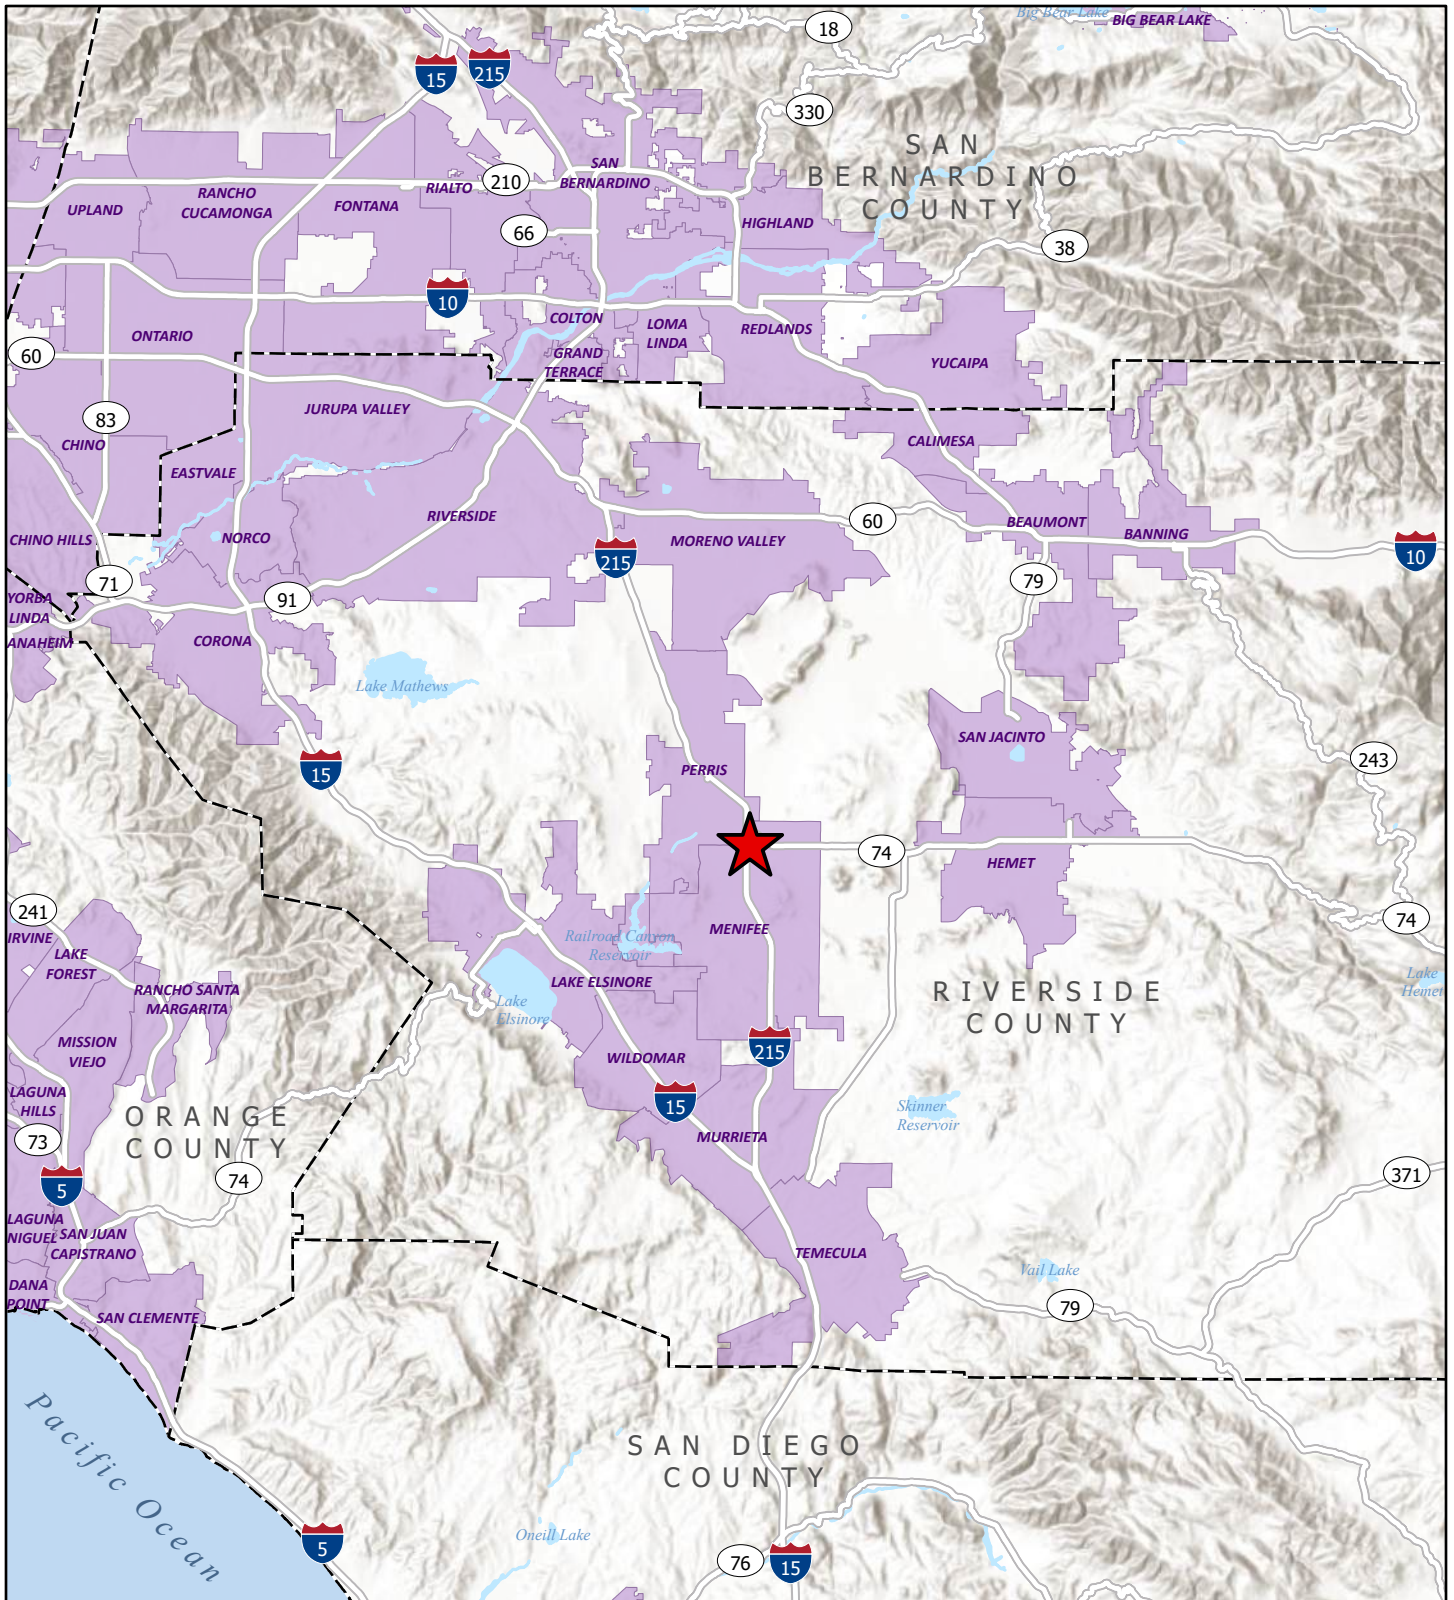 Big Bear Lake
BIG BEAR LAKE
18
15
215
330
SAN
BERNARDINO
COUNTY
SAN
BERNARDINO
RANCHO
CUCAMONGA
RIALTO
210
UPLAND
FONTANA
66
HIGHLAND
38
10
COLTON
LOMA
LINDA
REDLANDS
ONTARIO
60
GRAND
TERRACE
YUCAIPA
83
JURUPA VALLEY
CHINO
CALIMESA
EASTVALE
RIVERSIDE
60
BEAUMONT
BANNING
CHINO HILLS
NORCO
MORENO VALLEY
215
10
71
79
91
YORBA
LINDA
ANAHEIM
CORONA
Lake Mathews
SAN JACINTO
243
15
PERRIS
74
HEMET
241
74
IRVINE
LAKE
FOREST
MENIFEE
Railroad Canyon
Reservoir
LAKE ELSINORE
RANCHO SANTA
MARGARITA
Lake
Elsinore
Lake
Hemet
RIVERSIDE
COUNTY
MISSION
VIEJO
WILDOMAR
215
15
LAGUNA
HILLS
ORANGE
COUNTY
Skinner
Reservoir
73
MURRIETA
5
74
371
LAGUNA
NIGUEL
SAN JUAN
CAPISTRANO
TEMECULA
Vail Lake
79
DANA
POINT
SAN CLEMENTE
Pacific Ocean
SAN DIEGO
COUNTY
Oneill Lake
5
76
15